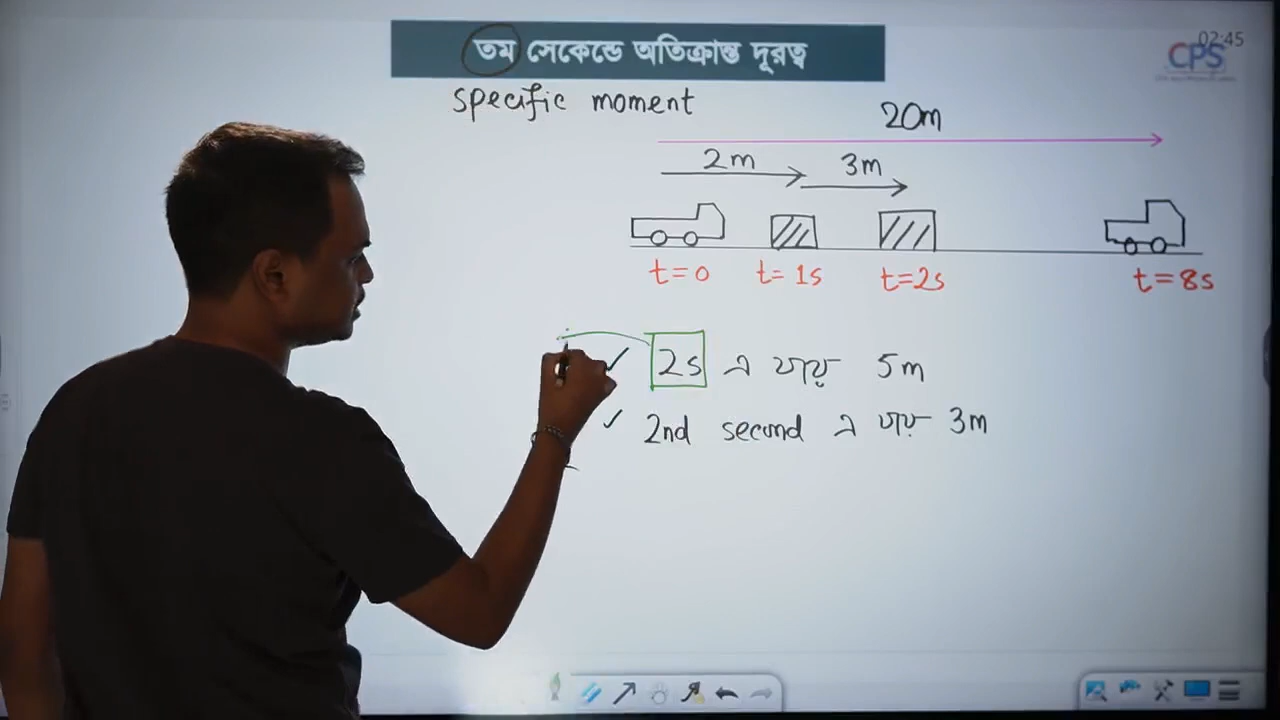 তম সেকেন্ডে অতিক্রান্ত দূরত্ব
02:45
CPS
specific moment
20m
2m
3m
t=0
t= 1s
t=2s
t=8s
✓ 2s এ যায় 5m
✓ 2nd second এ যায় 3m